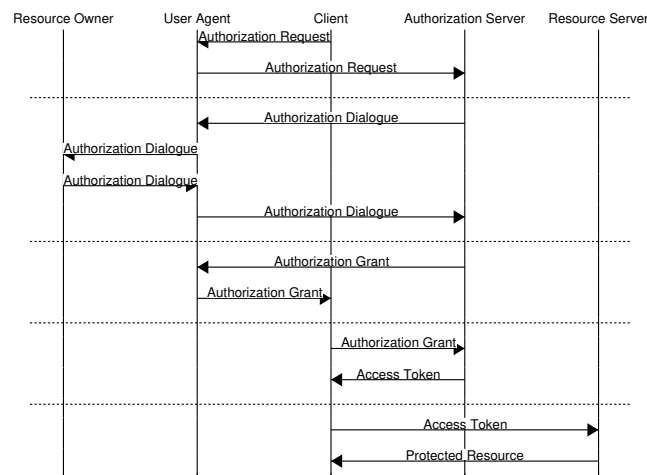 Resource Owner User Agent Client Authorization Server Resource Server
Authorization Request
Authorization Request
Authorization Dialogue
Authorization Dialogue
Authorization Dialogue
Authorization Dialogue
Authorization Grant
Authorization Grant
Authorization Grant
Access Token
Access Token
Protected Resource